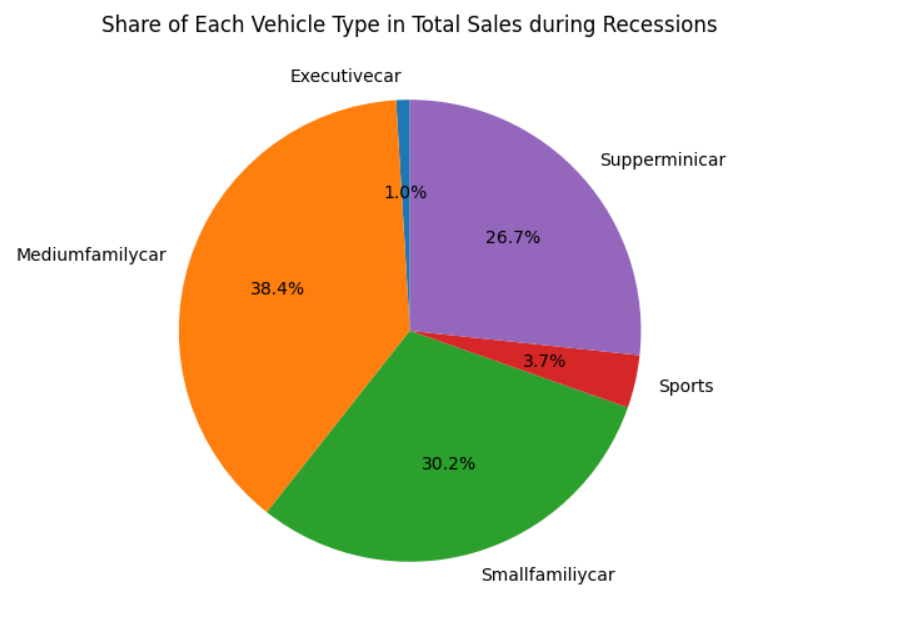 Share of Each Vehicle Type in Total Sales during Recessions
Executivecar
Supperminicar
1.0%
26.7%
Mediumfamilycar
38.4%
3.7%
Sports
30.2%
Smallfamiliycar